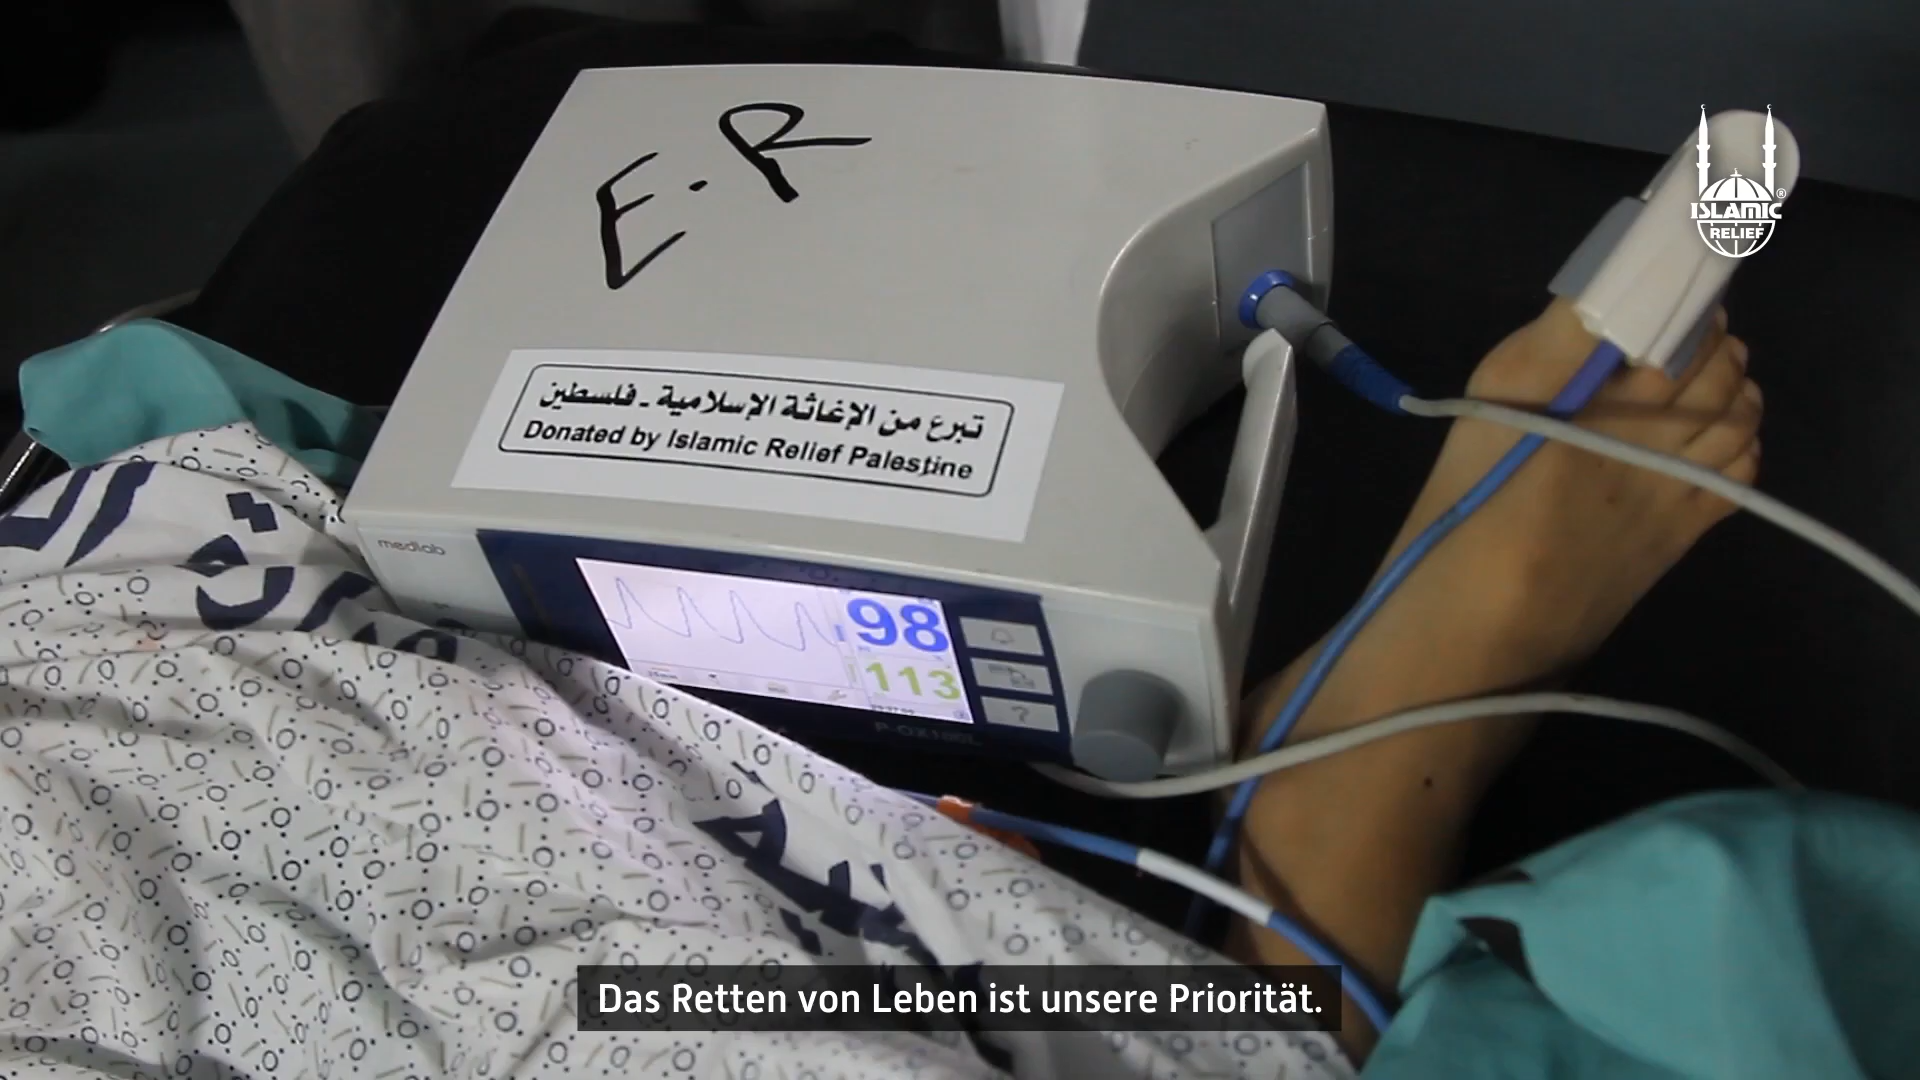 E.R
ISLAMIC
RELIEF
تبرع من الإغاثة الإسلامية - فلسطين
Donated by Islamic Relief Palestine
medlab
98
113
?
Das Retten von Leben ist unsere Priorität.